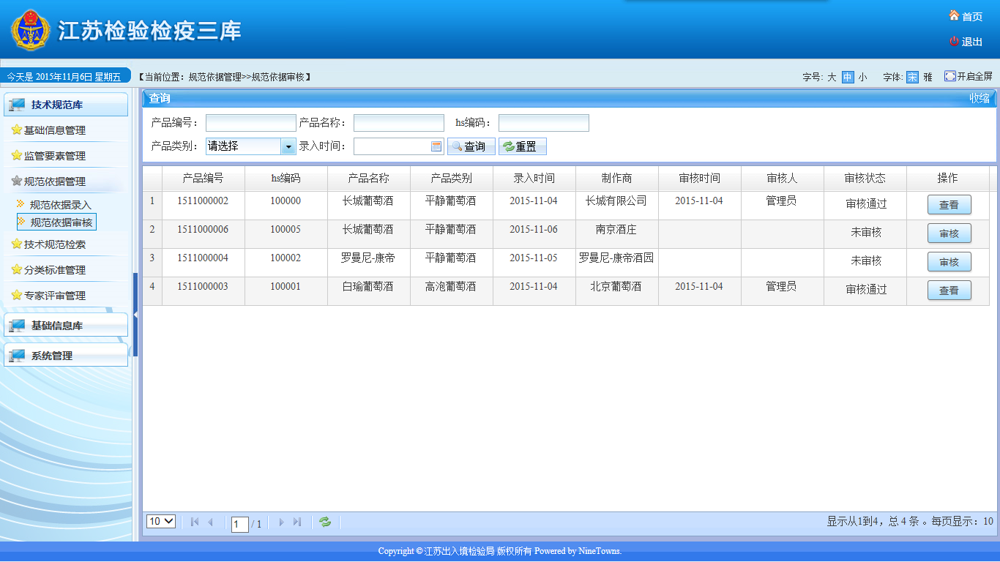 江苏检验检疫三库
首页
退出
今天是 2015年11月6日 星期五
【当前位置：规范依据管理>>规范依据审核】
字号: 大 中 小 字体: 宋 雅 开启全屏
技术规范库
基础信息管理
监管要素管理
规范依据管理
规范依据录入
规范依据审核
技术规范检索
分类标准管理
专家评审管理
基础信息库
系统管理
查询 收缩
产品编号： 产品名称： hs编码：
产品类别： 请选择 录入时间： 查询 重置
产品编号 hs编码 产品名称 产品类别 录入时间 制作商 审核时间 审核人 审核状态 操作
1 1511000002 100000 长城葡萄酒 平静葡萄酒 2015-11-04 长城有限公司 2015-11-04 管理员 审核通过 查看
2 1511000006 100005 长城葡萄酒 平静葡萄酒 2015-11-06 南京酒庄 未审核 审核
3 1511000004 100002 罗曼尼-康帝 平静葡萄酒 2015-11-05 罗曼尼-康帝酒园 未审核 审核
4 1511000003 100001 白瑜葡萄酒 高泡葡萄酒 2015-11-04 北京葡萄酒 2015-11-04 管理员 审核通过 查看
10 1 / 1 显示从1到4，总 4 条 。每页显示：10
Copyright © 江苏出入境检验局 版权所有 Powered by NineTowns.